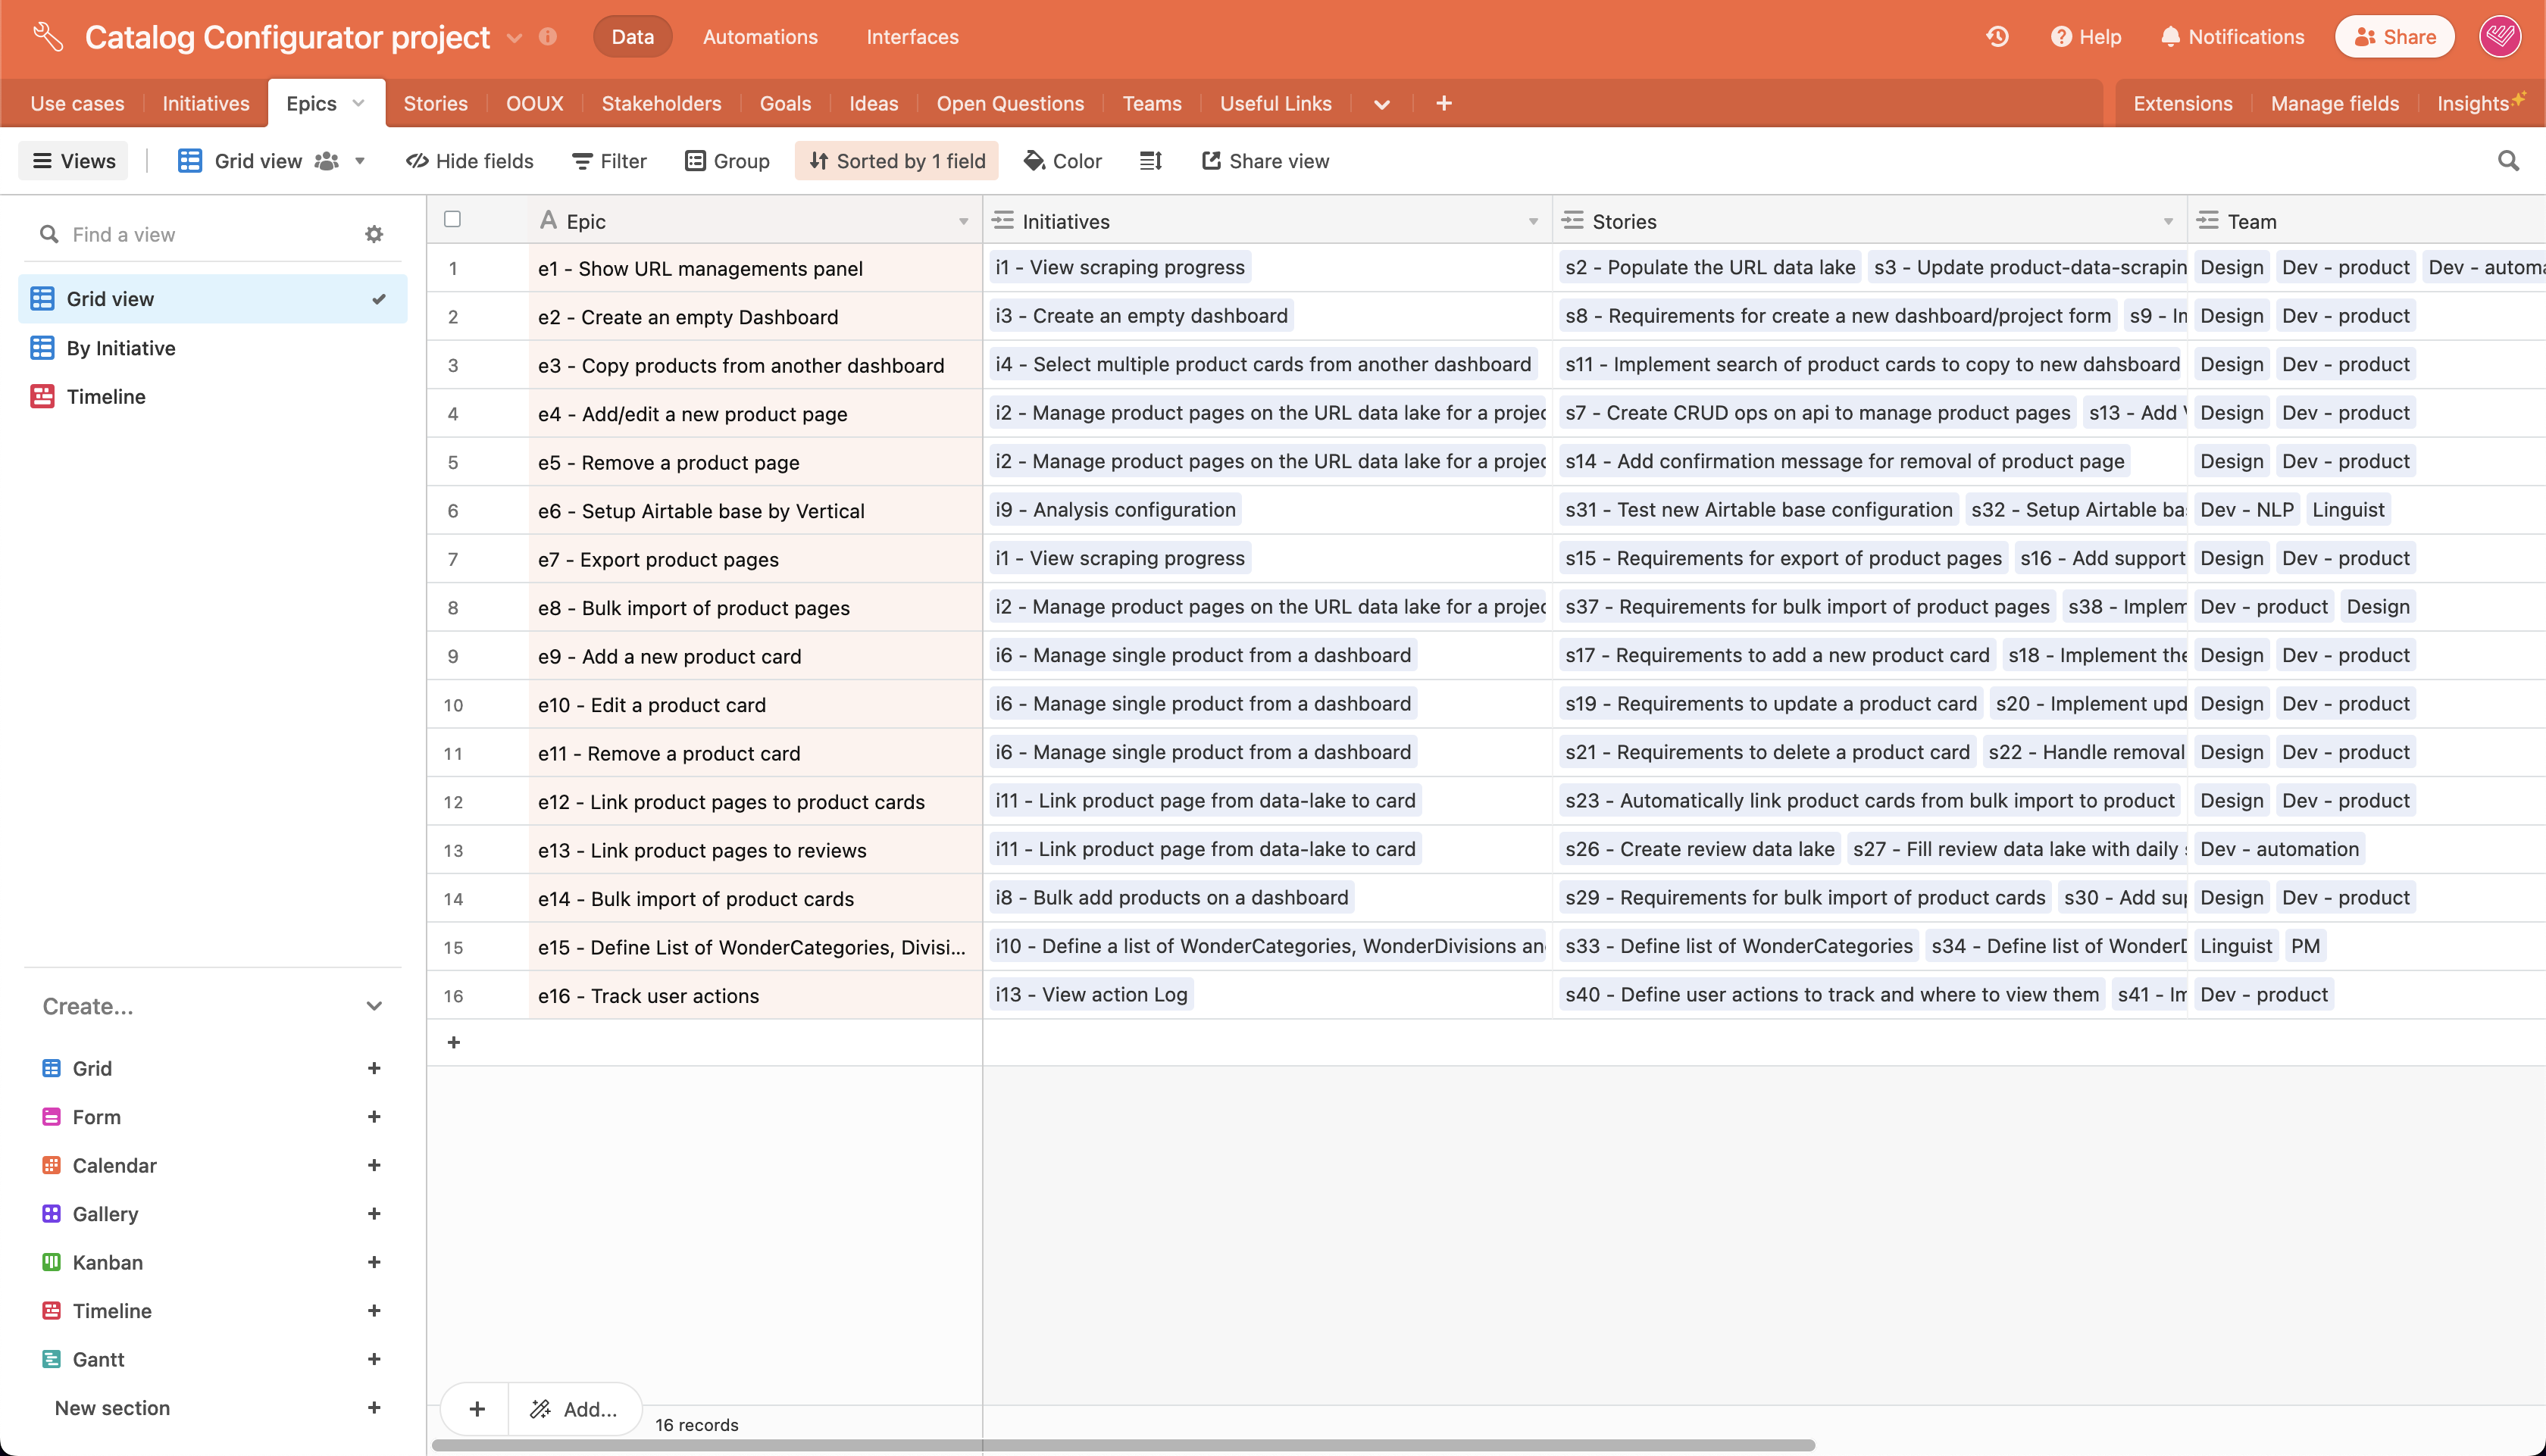 Catalog Configurator project
Data
Automations
Interfaces
Help
Notifications
Share
Use cases
Initiatives
Epics
Stories
OOUX
Stakeholders
Goals
Ideas
Open Questions
Teams
Useful Links
Extensions
Manage fields
Insights
Views
Grid view
Hide fields
Filter
Group
Sorted by 1 field
Color
Share view
Find a view
Grid view
By Initiative
Timeline
Create...
Grid
Form
Calendar
Gallery
Kanban
Timeline
Gantt
New section
Epic Initiatives Stories Team
1 e1 - Show URL managements panel i1 - View scraping progress s2 - Populate the URL data lake s3 - Update product-data-scrapin Design Dev - product Dev - automa
2 e2 - Create an empty Dashboard i3 - Create an empty dashboard s8 - Requirements for create a new dashboard/project form s9 - Design Dev - product
3 e3 - Copy products from another dashboard i4 - Select multiple product cards from another dashboard s11 - Implement search of product cards to copy to new dahsboard Design Dev - product
4 e4 - Add/edit a new product page i2 - Manage product pages on the URL data lake for a projec s7 - Create CRUD ops on api to manage product pages s13 - Add Design Dev - product
5 e5 - Remove a product page i2 - Manage product pages on the URL data lake for a projec s14 - Add confirmation message for removal of product page Design Dev - product
6 e6 - Setup Airtable base by Vertical i9 - Analysis configuration s31 - Test new Airtable base configuration s32 - Setup Airtable ba Dev - NLP Linguist
7 e7 - Export product pages i1 - View scraping progress s15 - Requirements for export of product pages s16 - Add support Design Dev - product
8 e8 - Bulk import of product pages i2 - Manage product pages on the URL data lake for a projec s37 - Requirements for bulk import of product pages s38 - Implem Dev - product Design
9 e9 - Add a new product card i6 - Manage single product from a dashboard s17 - Requirements to add a new product card s18 - Implement the Design Dev - product
10 e10 - Edit a product card i6 - Manage single product from a dashboard s19 - Requirements to update a product card s20 - Implement upd Design Dev - product
11 e11 - Remove a product card i6 - Manage single product from a dashboard s21 - Requirements to delete a product card s22 - Handle removal Design Dev - product
12 e12 - Link product pages to product cards i11 - Link product page from data-lake to card s23 - Automatically link product cards from bulk import to product Design Dev - product
13 e13 - Link product pages to reviews i11 - Link product page from data-lake to card s26 - Create review data lake s27 - Fill review data lake with daily Dev - automation
14 e14 - Bulk import of product cards i8 - Bulk add products on a dashboard s29 - Requirements for bulk import of product cards s30 - Add Design Dev - product
15 e15 - Define List of WonderCategories, Divisi... i10 - Define a list of WonderCategories, WonderDivisions an s33 - Define list of WonderCategories s34 - Define list of Wonder Linguist PM
16 e16 - Track user actions i13 - View action Log s40 - Define user actions to track and where to view them s41 - Dev - product
Add...
16 records